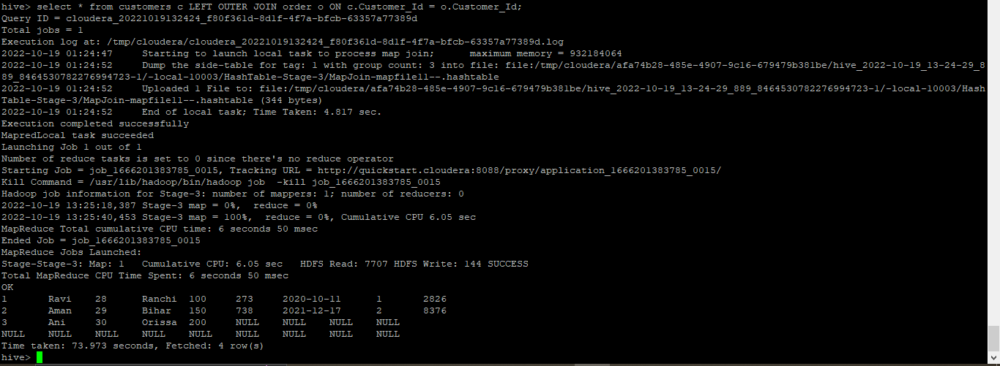 hive> select * from customers c LEFT OUTER JOIN order o ON c.Customer_Id = o.Customer_Id;
Query ID = cloudera_20221019132424_f80f361d-8d1f-4f7a-bfcb-63357a77389d
Total jobs = 1
Execution log at: /tmp/cloudera/cloudera_20221019132424_f80f361d-8d1f-4f7a-bfcb-63357a77389d.log
2022-10-19 01:24:47     Starting to launch local task to process map join;      maximum memory = 932184064
2022-10-19 01:24:52     Dump the side-table for tag: 1 with group count: 3 into file: file:/tmp/cloudera/afa74b28-485e-4907-9c16-679479b381be/hive_2022-10-19_13-24-29_8
89_8464530782276994723-1/-local-10003/HashTable-Stage-3/MapJoin-mapfile11--.hashtable
2022-10-19 01:24:52     Uploaded 1 File to: file:/tmp/cloudera/afa74b28-485e-4907-9c16-679479b381be/hive_2022-10-19_13-24-29_889_8464530782276994723-1/-local-10003/Hash
Table-Stage-3/MapJoin-mapfile11--.hashtable (344 bytes)
2022-10-19 01:24:52     End of local task; Time Taken: 4.817 sec.
Execution completed successfully
MapredLocal task succeeded
Launching Job 1 out of 1
Number of reduce tasks is set to 0 since there's no reduce operator
Starting Job = job_1666201383785_0015, Tracking URL = http://quickstart.cloudera:8088/proxy/application_1666201383785_0015/
Kill Command = /usr/lib/hadoop/bin/hadoop job  -kill job_1666201383785_0015
Hadoop job information for Stage-3: number of mappers: 1; number of reducers: 0
2022-10-19 13:25:18,387 Stage-3 map = 0%,  reduce = 0%
2022-10-19 13:25:40,453 Stage-3 map = 100%,  reduce = 0%, Cumulative CPU 6.05 sec
MapReduce Total cumulative CPU time: 6 seconds 50 msec
Ended Job = job_1666201383785_0015
MapReduce Jobs Launched:
Stage-Stage-3: Map: 1   Cumulative CPU: 6.05 sec   HDFS Read: 7707 HDFS Write: 144 SUCCESS
Total MapReduce CPU Time Spent: 6 seconds 50 msec
OK
1       Ravi    28      Ranchi  100     273     2020-10-11      1       2826
2       Aman    29      Bihar   150     738     2021-12-17      2       8376
3       Ani     30      Orissa  200     NULL    NULL    NULL    NULL
NULL    NULL    NULL    NULL    NULL    NULL    NULL    NULL    NULL
Time taken: 73.973 seconds, Fetched: 4 row(s)
hive>